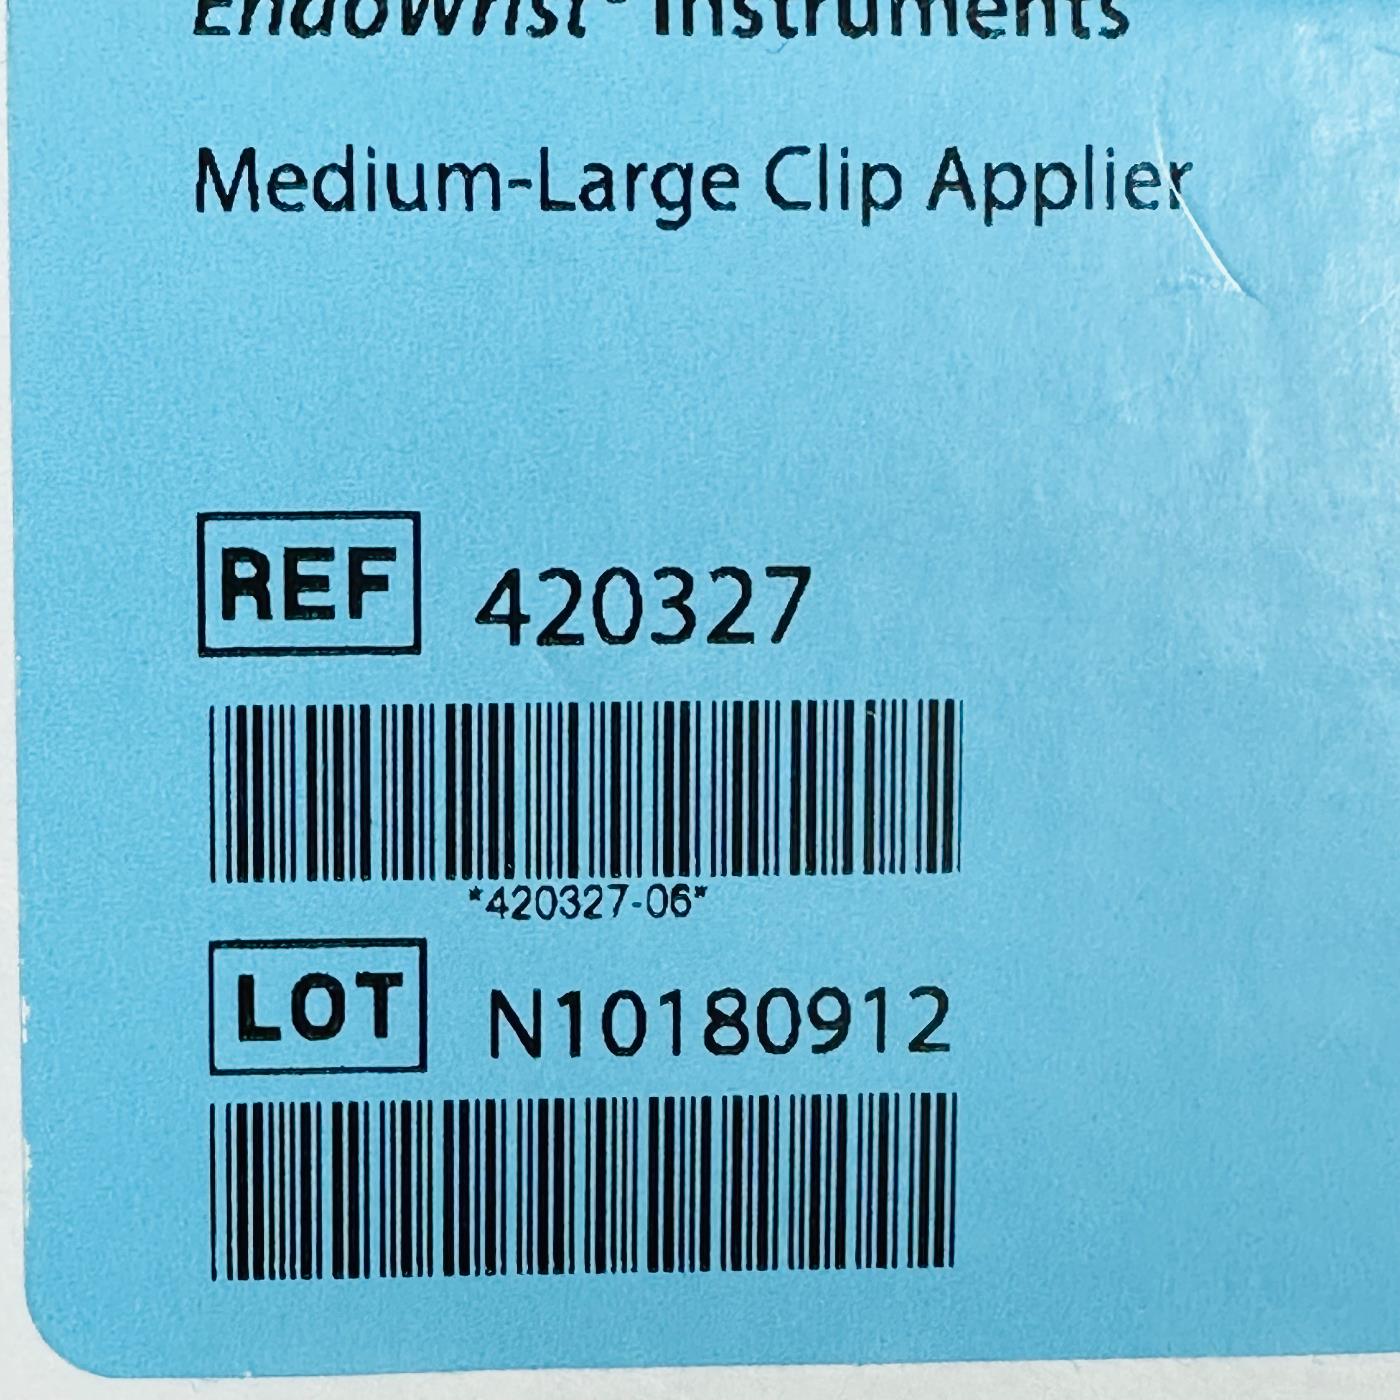 EndoWrist® Instruments
Medium-Large Clip Applier
REF 420327
*420327-06*
LOT N10180912